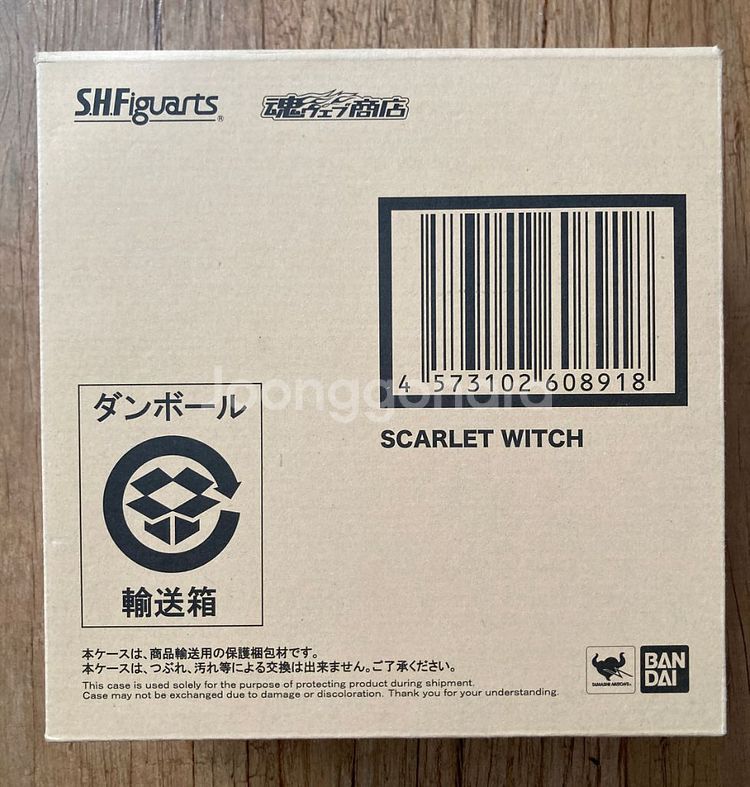 S.H.Figuarts®
魂ウェブ商店
4 573102 608918
SCARLET WITCH
joonggonara
ダンボール
輸送箱
本ケースは、商品輸送用の保護梱包材です。
本ケースは、つぶれ、汚れ等による交換は出来ません。ご了承ください。
This case is used solely for the purpose of protecting product during shipment.
Case may not be exchanged due to damage or discoloration. Thank you for your understanding.
TAMASHII NATIONS
BAN
DAI